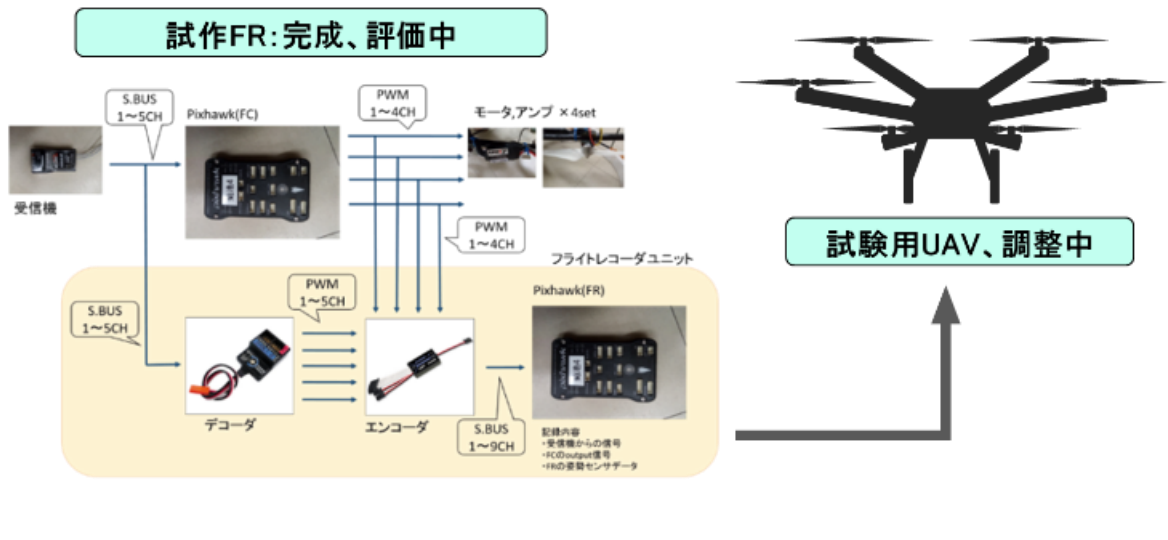 試作FR:完成、評価中
S.BUS
1～5CH
Pixhawk(FC)
PWM
1～4CH
モータ,アンプ ×4set
受信機
PWM
1～4CH
試験用UAV、調整中
フライトレコーダユニット
S.BUS
1～5CH
PWM
1～5CH
Pixhawk(FR)
デコーダ
エンコーダ
S.BUS
1～9CH
記録内容
・受信機からの信号
・FCのoutput信号
・FRの姿勢センサデータ